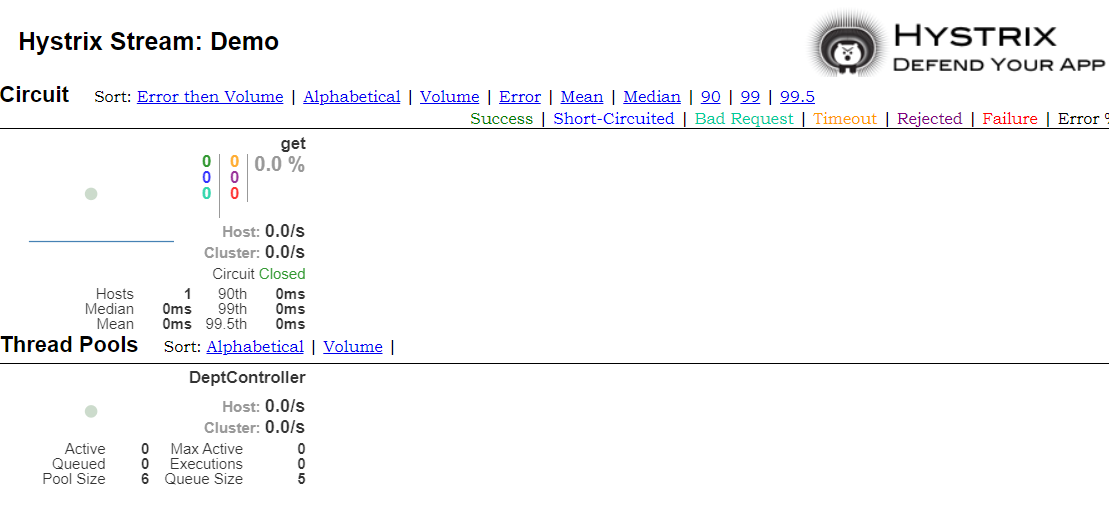 Hystrix Stream: Demo
HYSTRIX
DEFEND YOUR APP
Circuit Sort: Error then Volume | Alphabetical | Volume | Error | Mean | Median | 90 | 99 | 99.5
Success | Short-Circuited | Bad Request | Timeout | Rejected | Failure | Error %
get
0 0 0.0 %
0 0
0 0
Host: 0.0/s
Cluster: 0.0/s
Circuit Closed
Hosts 1 90th 0ms
Median 0ms 99th 0ms
Mean 0ms 99.5th 0ms
Thread Pools Sort: Alphabetical | Volume |
DeptController
Host: 0.0/s
Cluster: 0.0/s
Active 0 Max Active 0
Queued 0 Executions 0
Pool Size 6 Queue Size 5